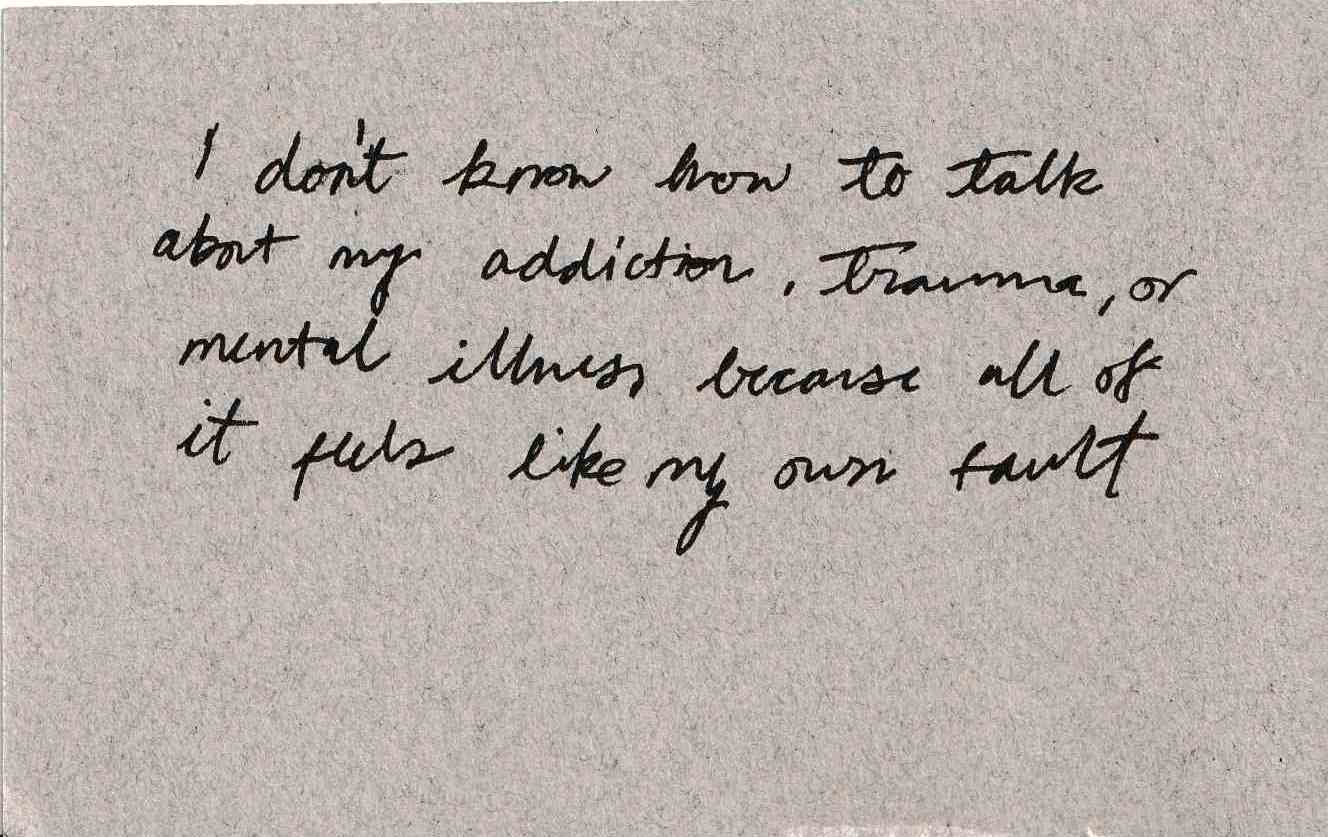 I don't know how to talk
about my addiction, trauma, or
mental illness because all of
it feels like my own fault